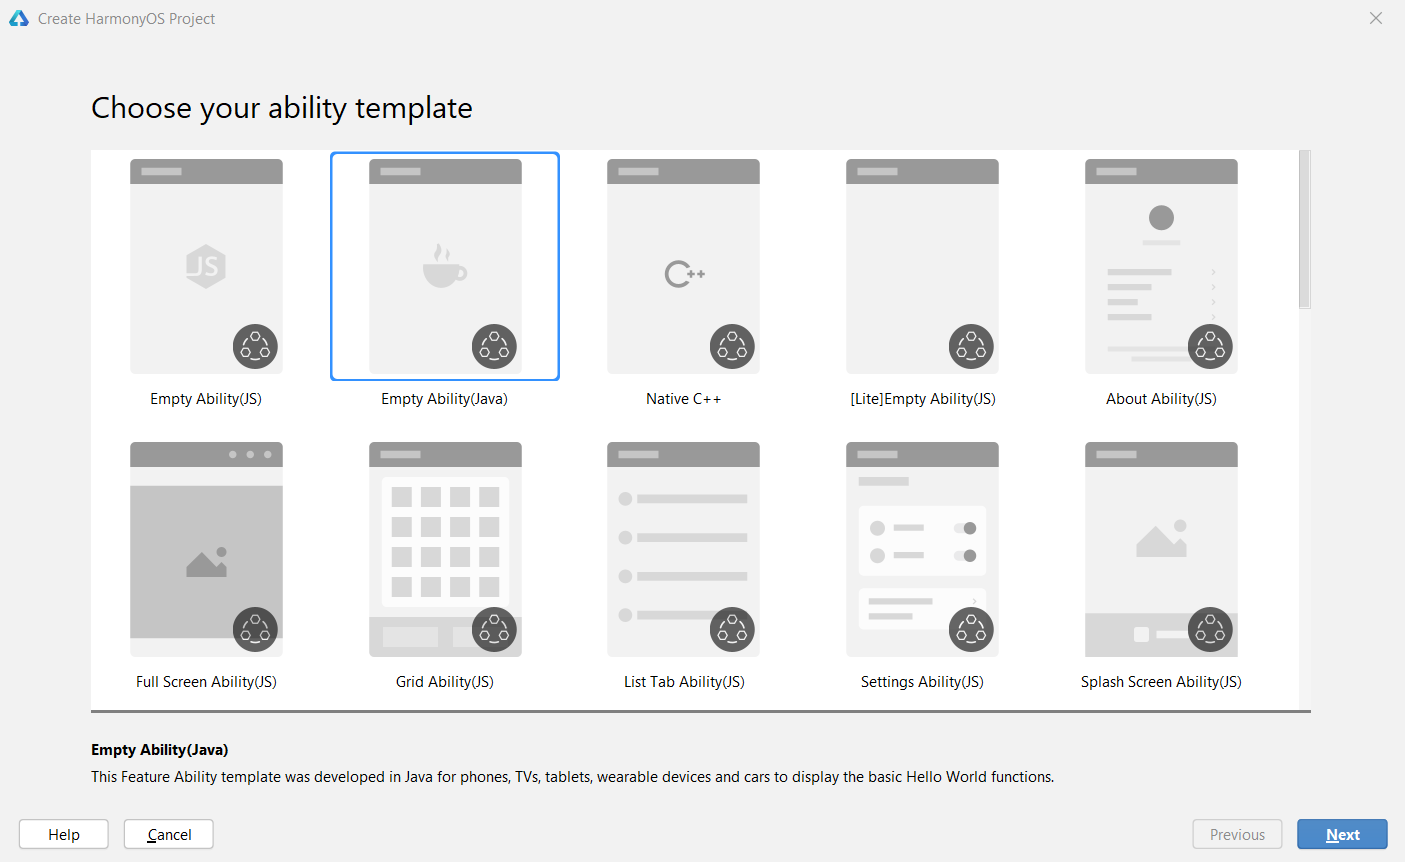 Create HarmonyOS Project
Choose your ability template
JS
C++
Empty Ability(JS)
Empty Ability(Java)
Native C++
[Lite]Empty Ability(JS)
About Ability(JS)
Full Screen Ability(JS)
Grid Ability(JS)
List Tab Ability(JS)
Settings Ability(JS)
Splash Screen Ability(JS)
Empty Ability(Java)
This Feature Ability template was developed in Java for phones, TVs, tablets, wearable devices and cars to display the basic Hello World functions.
Help
Cancel
Previous
Next